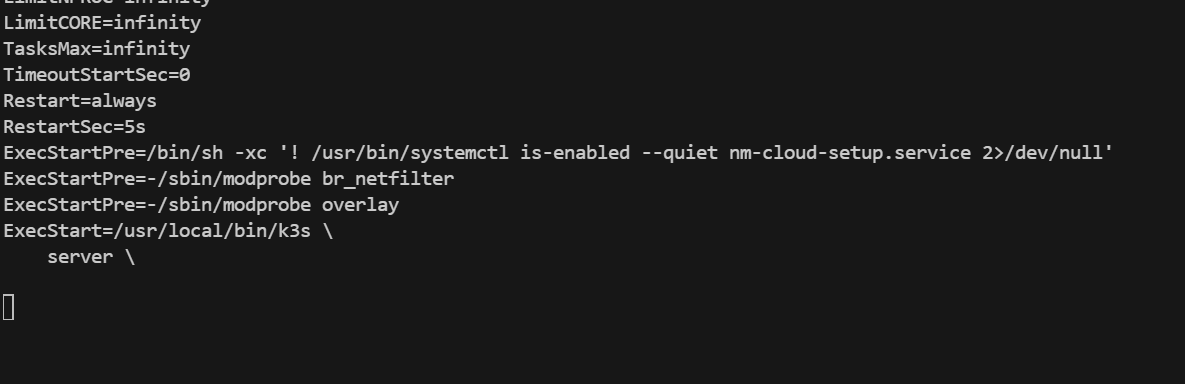 LimitNPROC=infinity
LimitCORE=infinity
TasksMax=infinity
TimeoutStartSec=0
Restart=always
RestartSec=5s
ExecStartPre=/bin/sh -xc '! /usr/bin/systemctl is-enabled --quiet nm-cloud-setup.service 2>/dev/null'
ExecStartPre=-/sbin/modprobe br_netfilter
ExecStartPre=-/sbin/modprobe overlay
ExecStart=/usr/local/bin/k3s \
    server \